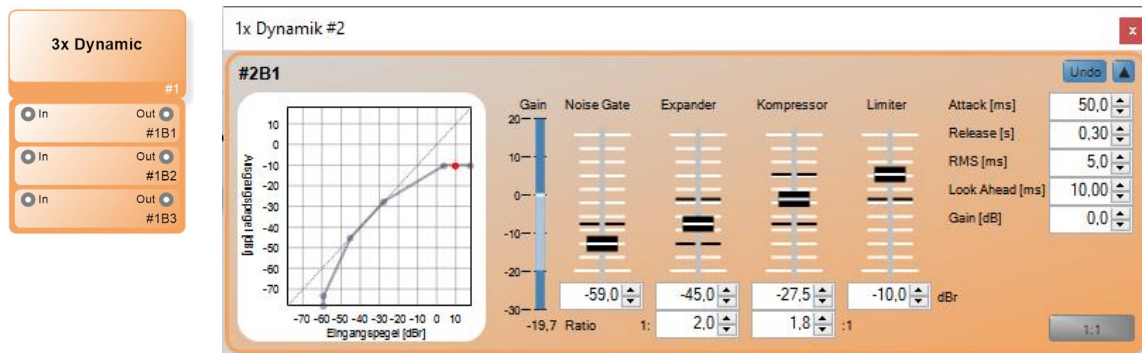 3x Dynamic
#1
In Out
#1B1
In Out
#1B2
In Out
#1B3
1x Dynamik #2
x
#2B1
Undo
Ausgangspegel [dBr]
10
0
-10
-20
-30
-40
-50
-60
-70
-70 -60 -50 -40 -30 -20 -10 0 10
Eingangspegel [dBr]
Gain Noise Gate Expander Kompressor Limiter
20
10
0
-10
-20
-30
-19,7
-59,0 -45,0 -27,5 -10,0 dBr
Ratio 1: 2,0 1,8 :1
Attack [ms] 50,0
Release [s] 0,30
RMS [ms] 5,0
Look Ahead [ms] 10,00
Gain [dB] 0,0
1:1